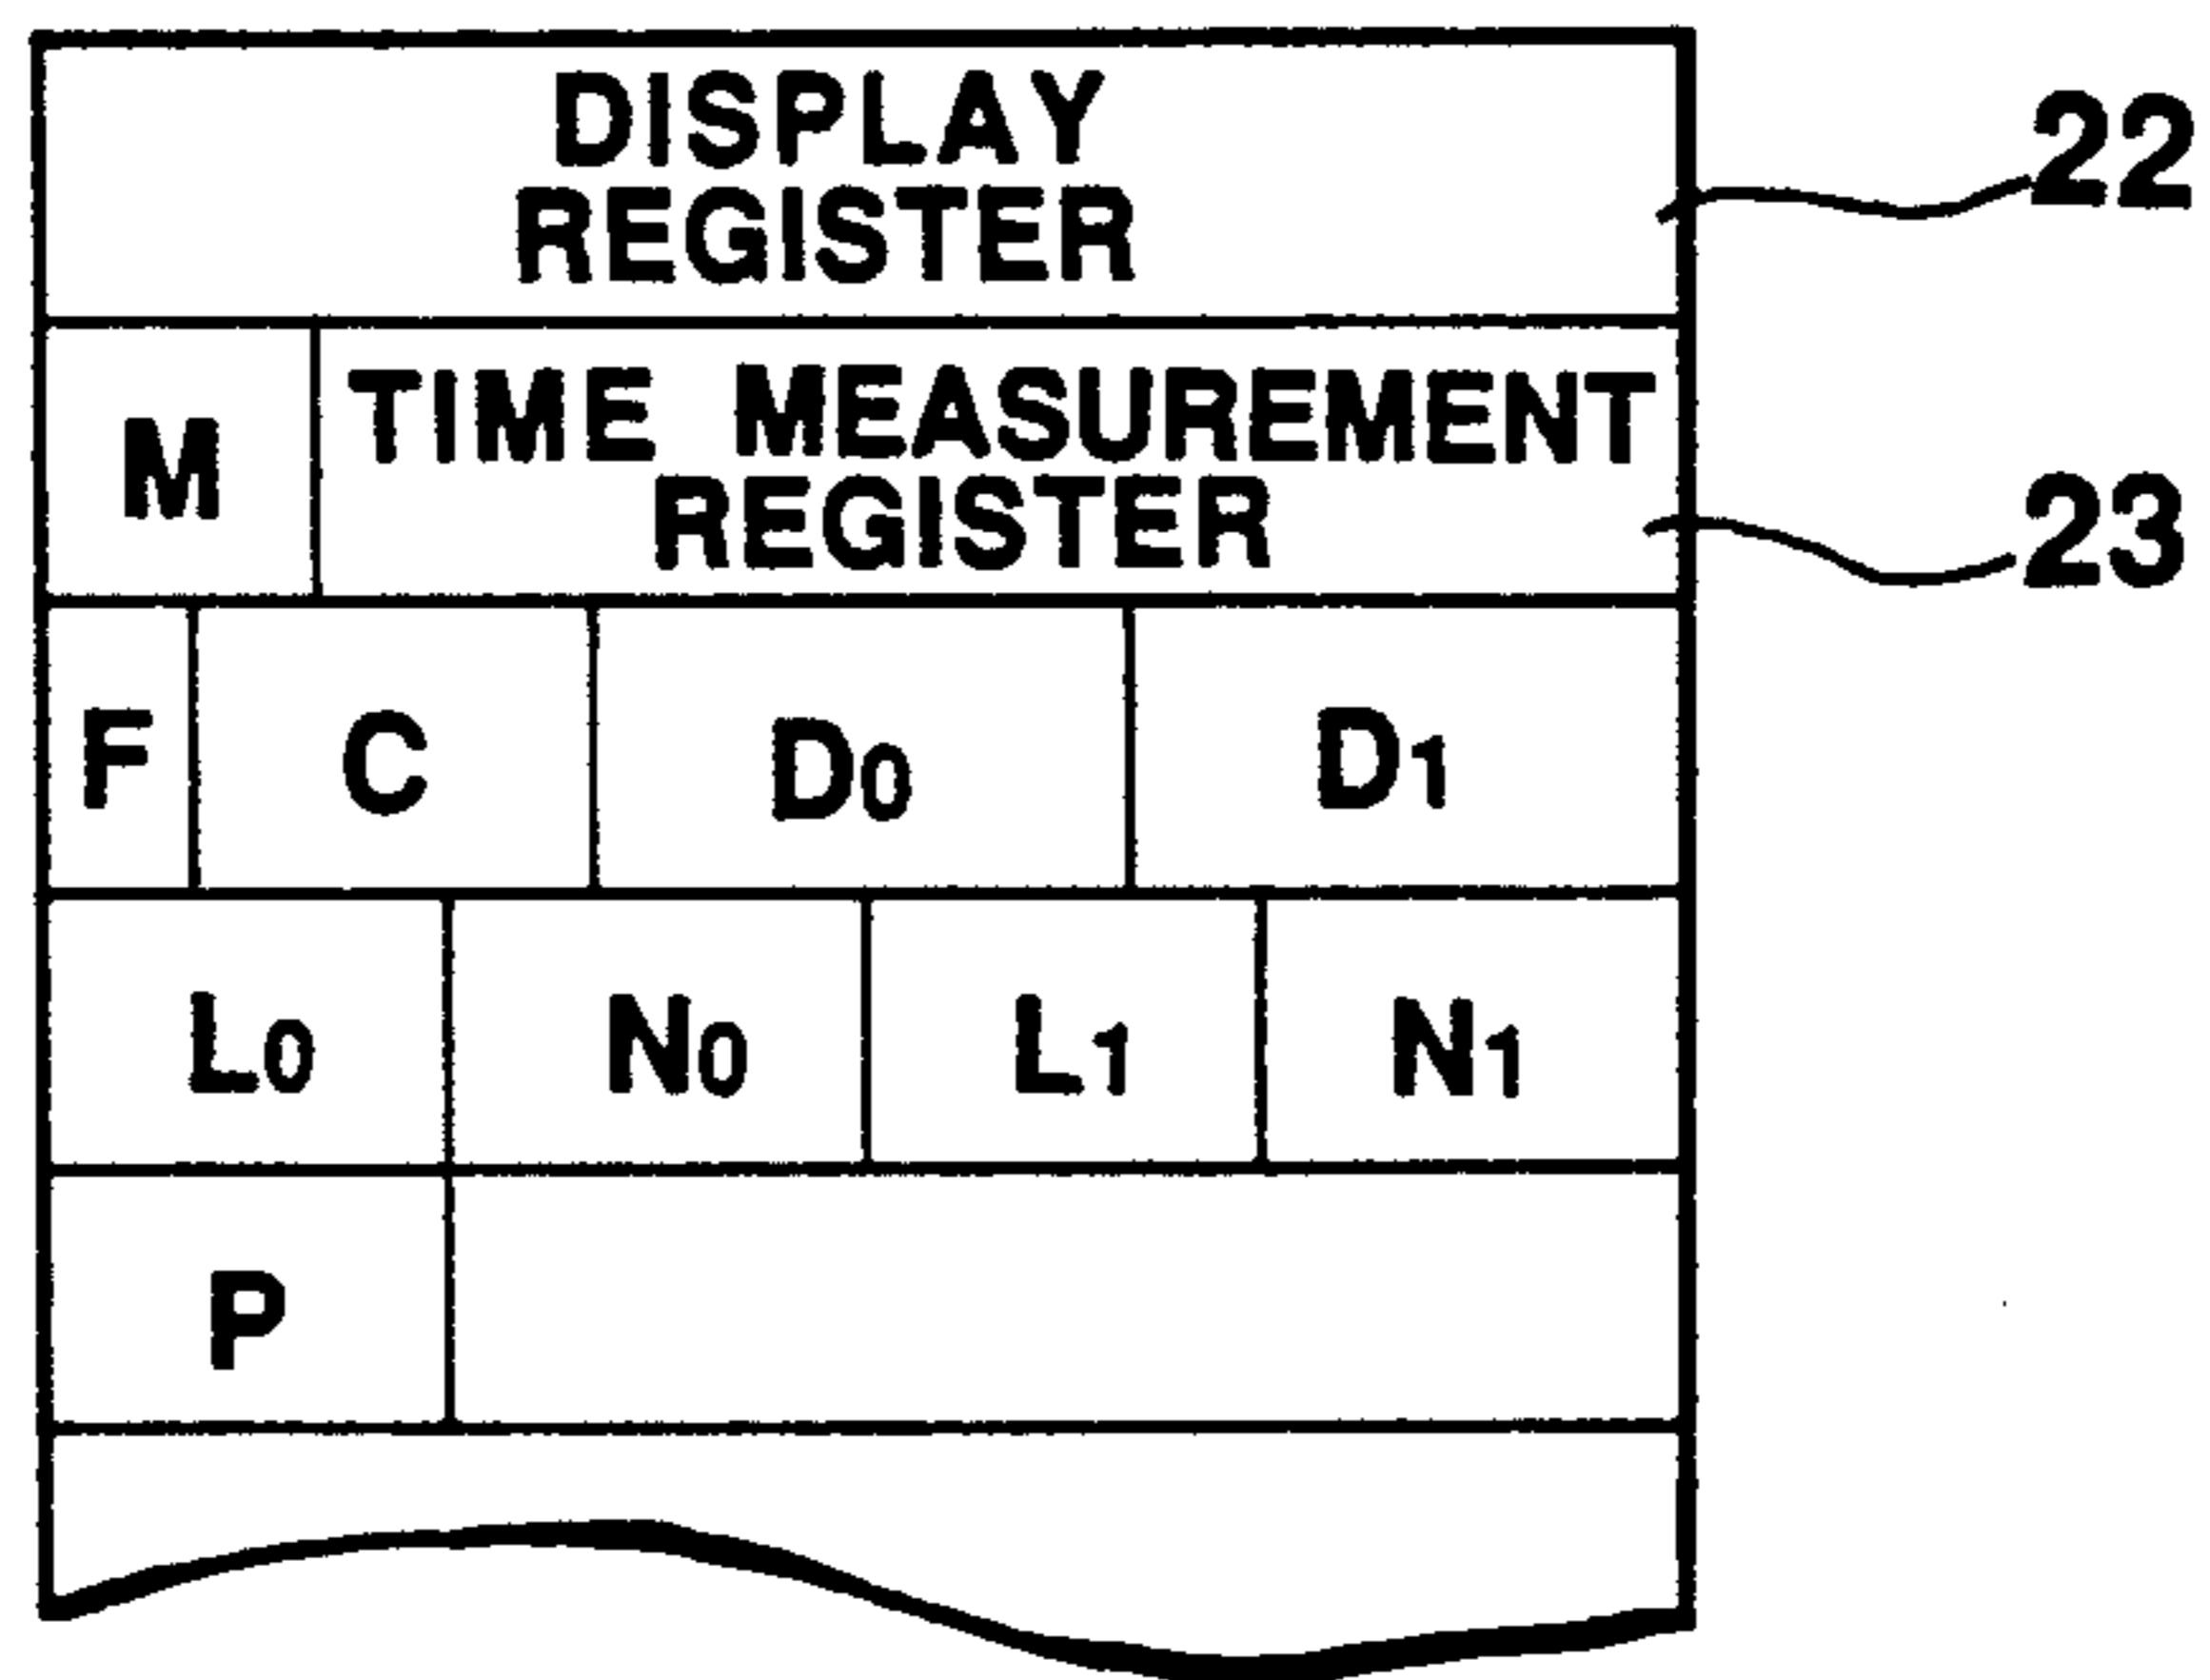 DISPLAY
REGISTER
22
M
TIME MEASUREMENT
REGISTER
23
F C D0 D1
L0 N0 L1 N1
P